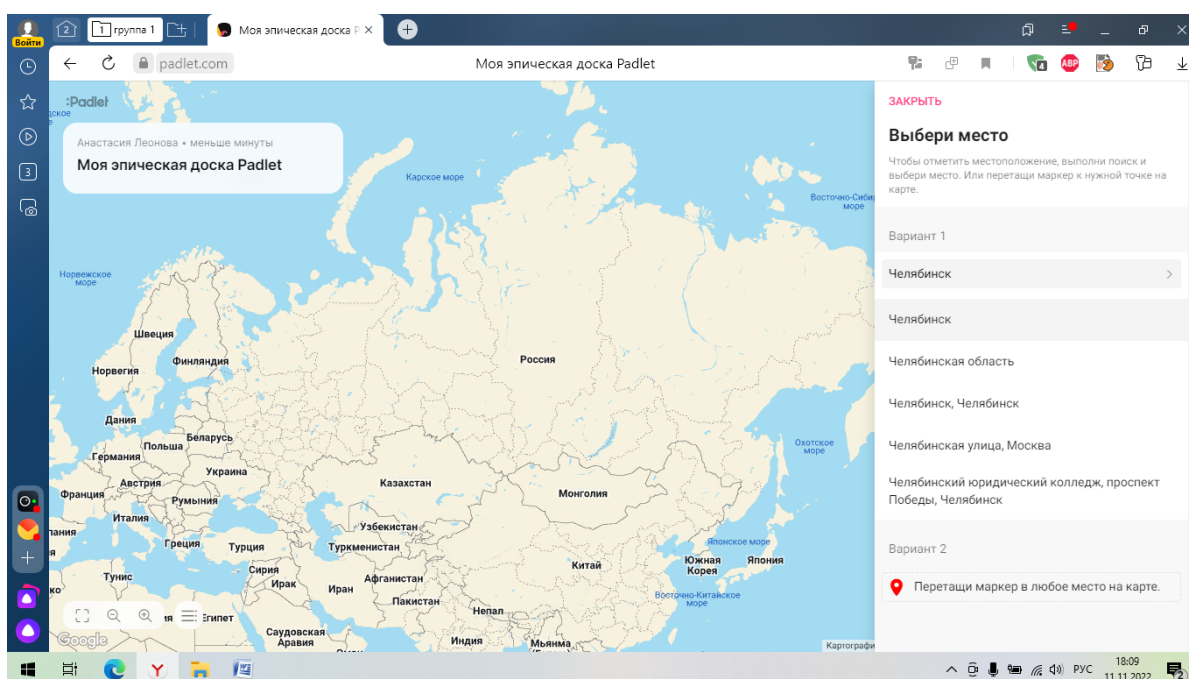 Войти
2
1 группа 1
Моя эпическая доска P
padlet.com
Моя эпическая доска Padlet
4
ABP
3
:Padlet
Анастасия Леонова • меньше минуты
Моя эпическая доска Padlet
Карское море
море
Норвежское
море
Швеция
Финляндия
Норвегия
Россия
Дания
Беларусь
Польша
Германия
Украина
Австрия
Франция
Румыния
Казахстан
Монголия
Охотское
море
Италия
Узбекистан
Греция
Турция
Туркменистан
Японское море
Южная
Корея
Япония
Китай
Сирия
Тунис
Ирак
Иран
Афганистан
Пакистан
Восточно-Китайское
море
Непал
Египет
Саудовская
Аравия
Индия
Мьянма
Google
ЗАКРЫТЬ
Выбери место
Чтобы отметить местоположение, выполни поиск и
выбери место. Или перетащи маркер к нужной точке на
карте.
Вариант 1
Челябинск
Челябинск
Челябинская область
Челябинск, Челябинск
Челябинская улица, Москва
Челябинский юридический колледж, проспект
Победы, Челябинск
Вариант 2
Перетащи маркер в любое место на карте.
РУС
18:09
11.11.2022
2